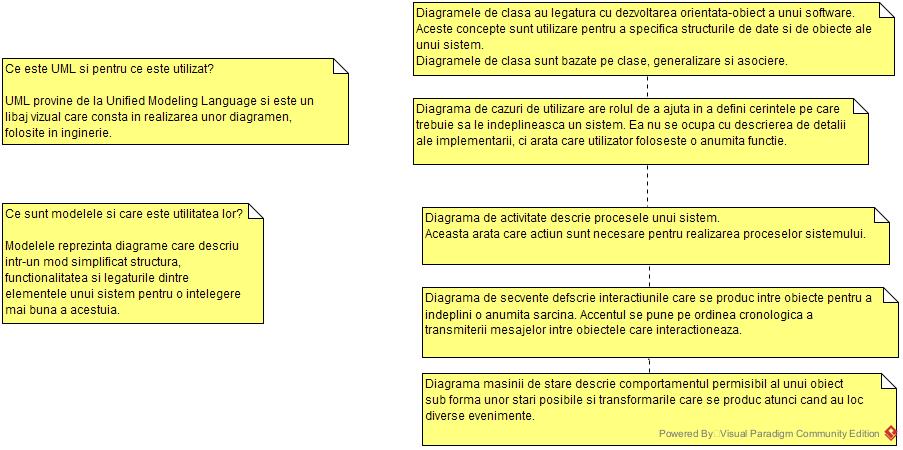 Ce este UML si pentru ce este utilizat?
UML provine de la Unified Modeling Language si este un
libaj vizual care consta in realizarea unor diagramen,
folosite in inginerie.
Ce sunt modelele si care este utilitatea lor?
Modelele reprezinta diagrame care descriu
intr-un mod simplificat structura,
functionalitatea si legaturile dintre
elementele unui sistem pentru o intelegere
mai buna a acestuia.
Diagramele de clasa au legatura cu dezvoltarea orientata-obiect a unui software.
Aceste concepte sunt utilizare pentru a specifica structurile de date si de obiecte ale
unui sistem.
Diagramele de clasa sunt bazate pe clase, generalizare si asociere.
Diagrama de cazuri de utilizare are rolul de a ajuta in a defini cerintele pe care
trebuie sa le indeplineasca un sistem. Ea nu se ocupa cu descrierea de detalii
ale implementarii, ci arata care utilizator foloseste o anumita functie.
Diagrama de activitate descrie procesele unui sistem.
Aceasta arata care actiun sunt necesare pentru realizarea proceselor sistemului.
Diagrama de secvente defscrie interactiunile care se produc intre obiecte pentru a
indeplini o anumita sarcina. Accentul se pune pe ordinea cronologica a
transmiterii mesajelor intre obiectele care interactioneaza.
Diagrama masinii de stare descrie comportamentul permisibil al unui obiect
sub forma unor stari posibile si transformarile care se produc atunci cand au loc
diverse evenimente.
Powered By Visual Paradigm Community Edition